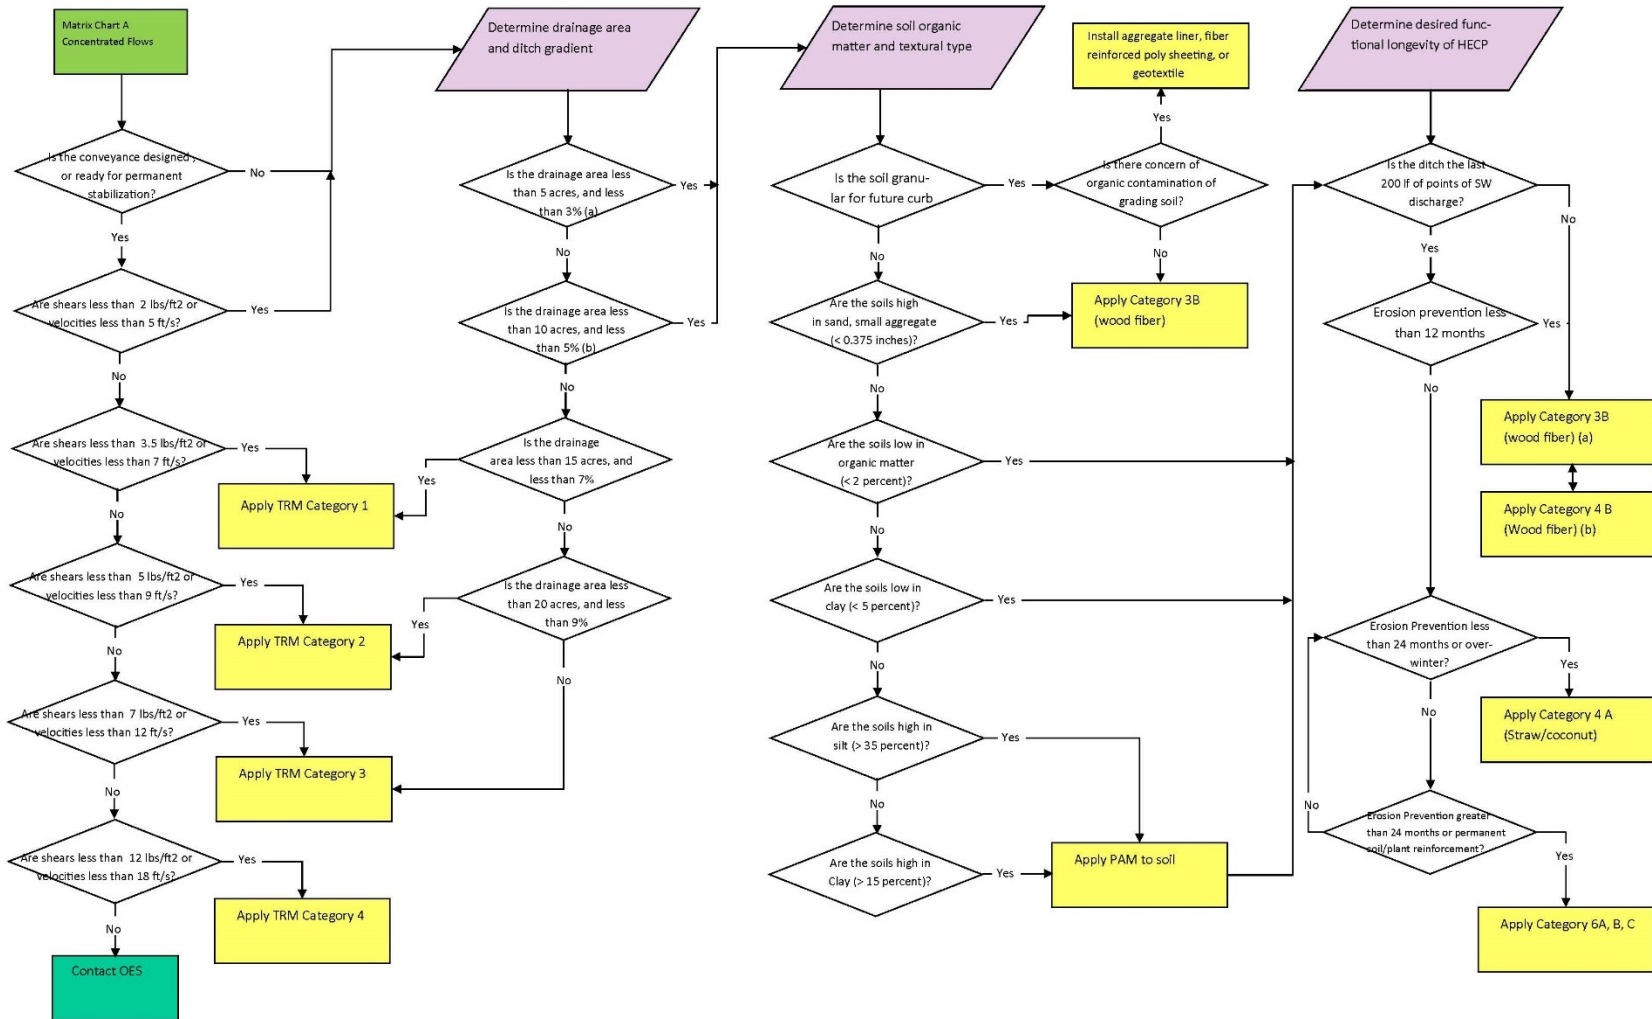 Matrix Chart A
Concentrated Flows
Is the conveyance designed ,
or ready for permanent
stabilization?
No
Yes
Are shears less than 2 lbs/ft2 or
velocities less than 5 ft/s?
Yes
No
Are shears less than 3.5 lbs/ft2 or
velocities less than 7 ft/s?
Yes
Apply TRM Category 1
No
Are shears less than 5 lbs/ft2 or
velocities less than 9 ft/s?
Yes
Apply TRM Category 2
No
Are shears less than 7 lbs/ft2 or
velocities less than 12 ft/s?
Yes
Apply TRM Category 3
No
Are shears less than 12 lbs/ft2 or
velocities less than 18 ft/s?
Yes
Apply TRM Category 4
No
Contact OES
Determine drainage area
and ditch gradient
Is the drainage area less
than 5 acres, and less
than 3% (a)
Yes
No
Is the drainage area less
than 10 acres, and less
than 5% (b)
Yes
No
Is the drainage
area less than 15 acres, and
less than 7%
Yes
No
Is the drainage area less
than 20 acres, and less
than 9%
Yes
No
Determine soil organic
matter and textural type
Is the soil granu-
lar for future curb
Yes
No
Are the soils high
in sand, small aggregate
(< 0.375 inches)?
Yes
No
Are the soils low in
organic matter
(< 2 percent)?
Yes
No
Are the soils low in
clay (< 5 percent)?
Yes
No
Are the soils high in
silt (> 35 percent)?
Yes
No
Are the soils high in
Clay (> 15 percent)?
Yes
Apply PAM to soil
Install aggregate liner, fiber
reinforced poly sheeting, or
geotextile
Yes
Is there concern of
organic contamination of
grading soil?
No
Apply Category 3B
(wood fiber)
Determine desired func-
tional longevity of HECP
Is the ditch the last
200 lf of points of SW
discharge?
No
Yes
Erosion prevention less
than 12 months
Yes
No
Apply Category 3B
(wood fiber) (a)
Apply Category 4 B
(Wood fiber) (b)
Erosion Prevention less
than 24 months or over-
winter?
Yes
Apply Category 4 A
(Straw/coconut)
No
No
Erosion Prevention greater
than 24 months or permanent
soil/plant reinforcement?
Yes
Apply Category 6A, B, C